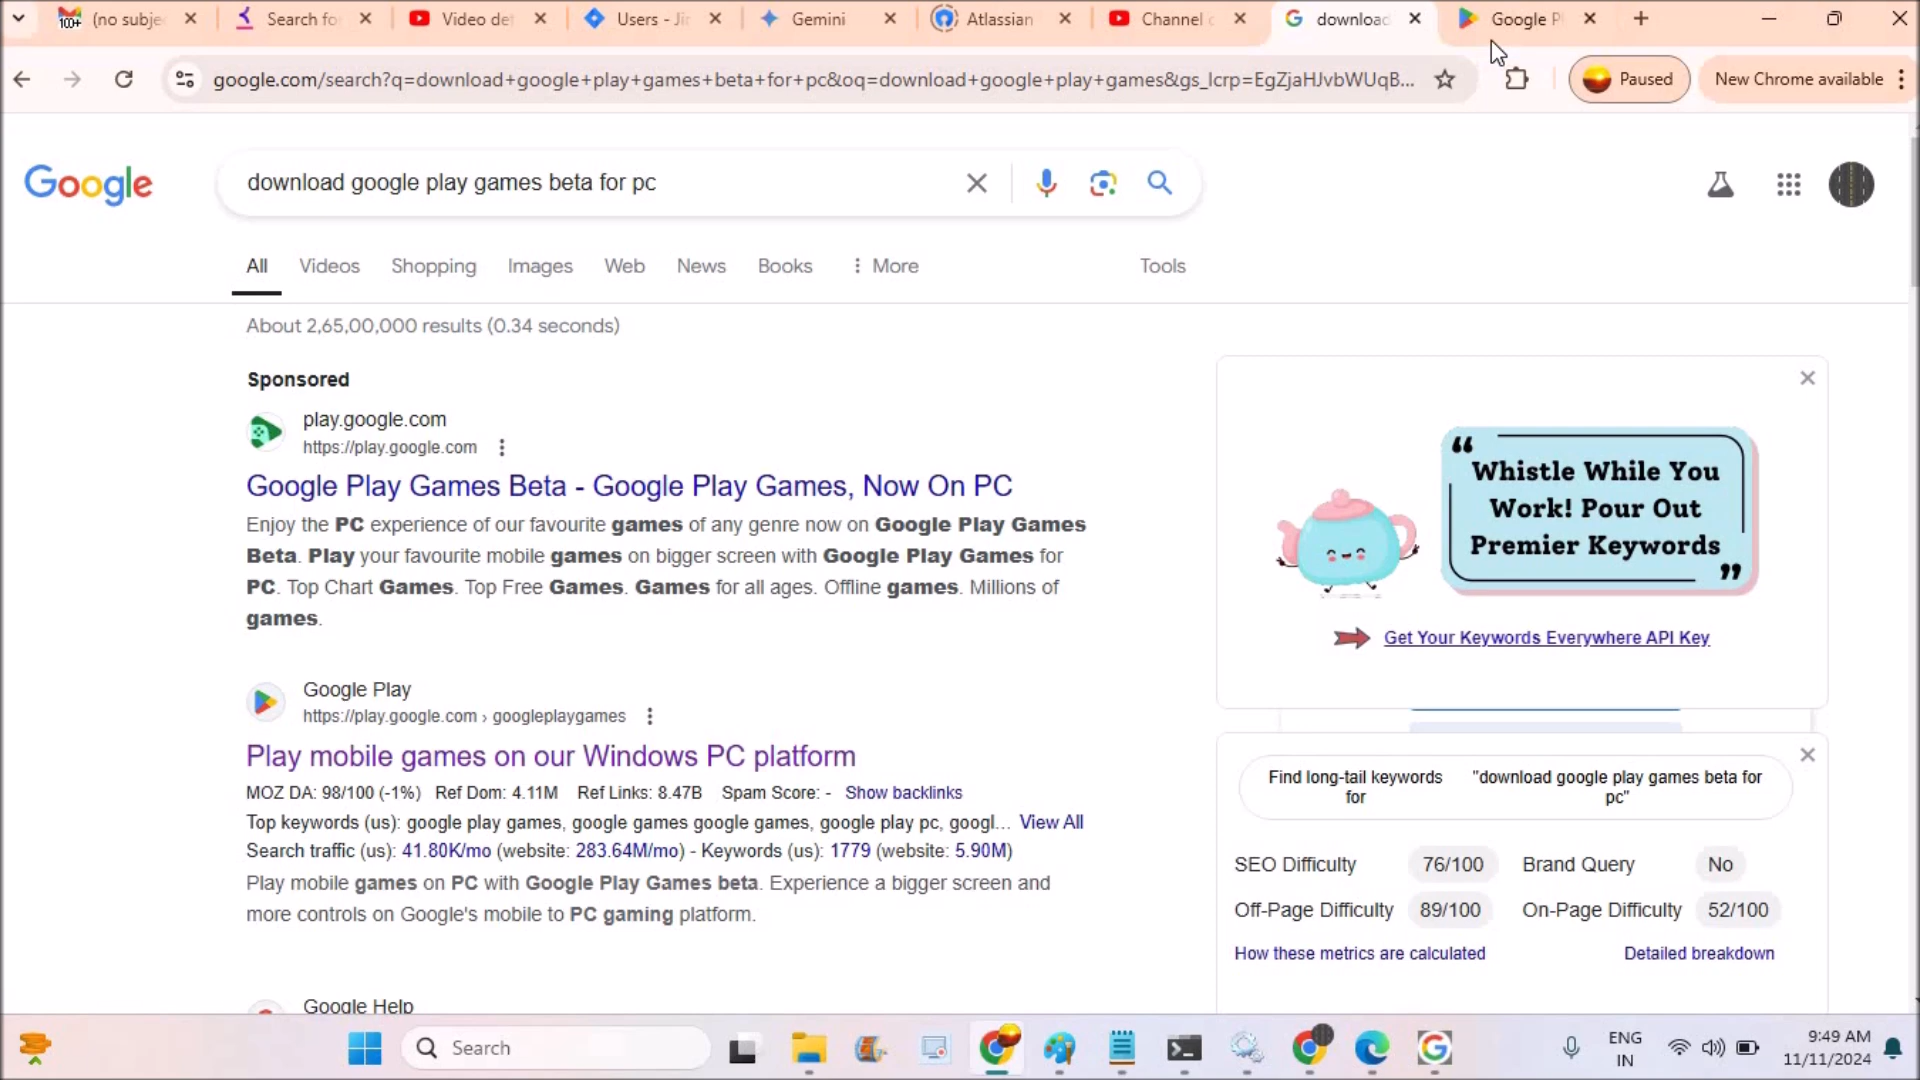 100+
(no subje
Search fo
Video det
Users - Jir
Gemini
Atlassian
Channel c
download
Google P
google.com/search?q=download+google+play+games+beta+for+pc&oq=download+google+play+games&gs_lcrp=EgZjaHJvbWUqB...
Paused
New Chrome available
Google
download google play games beta for pc
All
Videos
Shopping
Images
Web
News
Books
More
Tools
About 2,65,00,000 results (0.34 seconds)
Sponsored
play.google.com
https://play.google.com
Google Play Games Beta - Google Play Games, Now On PC
Enjoy the PC experience of our favourite games of any genre now on Google Play Games
Beta. Play your favourite mobile games on bigger screen with Google Play Games for
PC. Top Chart Games. Top Free Games. Games for all ages. Offline games. Millions of
games.
Google Play
https://play.google.com › googleplaygames
Play mobile games on our Windows PC platform
MOZ DA: 98/100 (-1%) Ref Dom: 4.11M Ref Links: 8.47B Spam Score: - Show backlinks
Top keywords (us): google play games, google games google games, google play pc, googl... View All
Search traffic (us): 41.80K/mo (website: 283.64M/mo) - Keywords (us): 1779 (website: 5.90M)
Play mobile games on PC with Google Play Games beta. Experience a bigger screen and
more controls on Google's mobile to PC gaming platform.
Google Help
“ Whistle While You
Work! Pour Out
Premier Keywords ”
Get Your Keywords Everywhere API Key
Find long-tail keywords
for
"download google play games beta for
pc"
SEO Difficulty 76/100 Brand Query No
Off-Page Difficulty 89/100 On-Page Difficulty 52/100
How these metrics are calculated Detailed breakdown
Search
ENG
IN
9:49 AM
11/11/2024